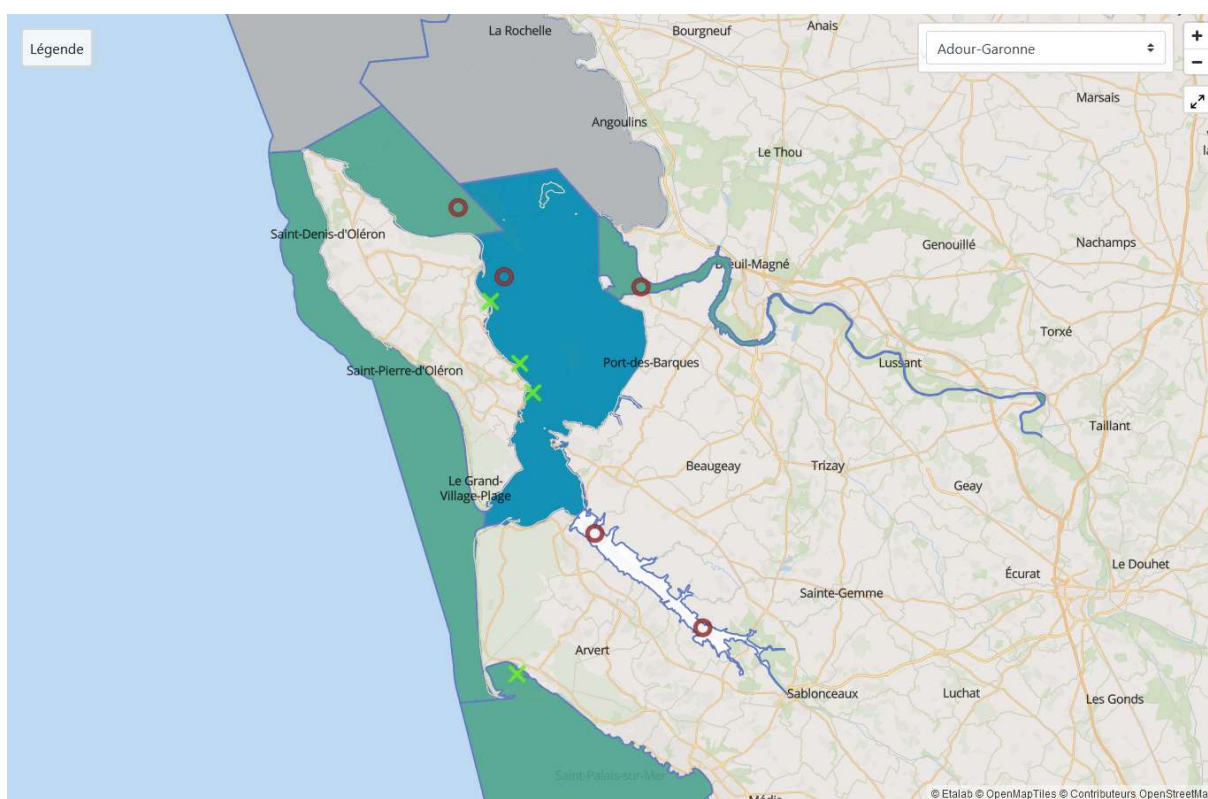 La Rochelle
Bourgneuf
Anais
Légende
Adour-Garonne
+
−
Marsais
Angoulins
Le Thou
la
Saint-Denis-d'Oléron
Genouillé
Nachamps
Breuil-Magné
Torxé
Saint-Pierre-d'Oléron
Port-des-Barques
Lussant
Taillant
Beaugeay
Trizay
Geay
Le Grand-
Village-Plage
Le Douhet
Écurat
Sainte-Gemme
Arvert
Sablonceaux
Luchat
Les Gonds
Saint-Palais-sur-Mer
© Etalab © OpenMapTiles © Contributeurs OpenStreetMa